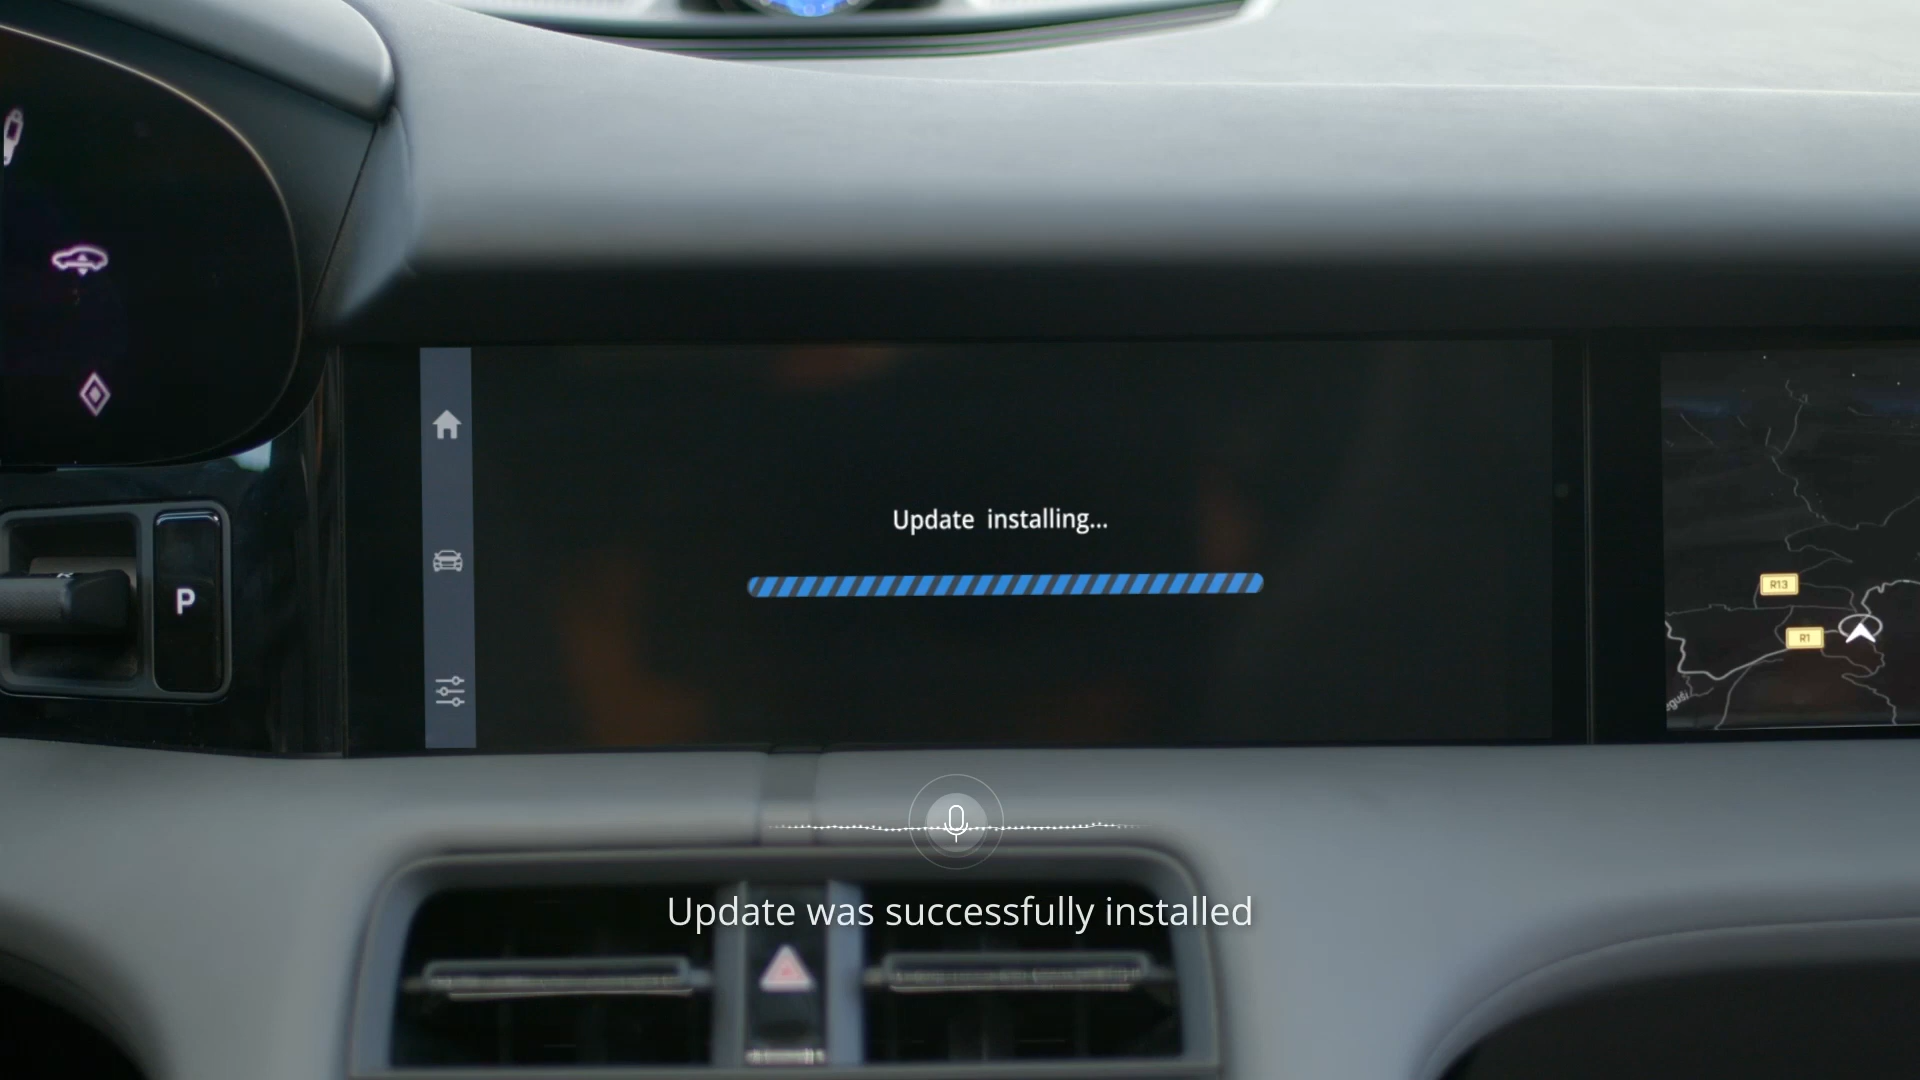 Update installing...
P
R13
R1
Update was successfully installed